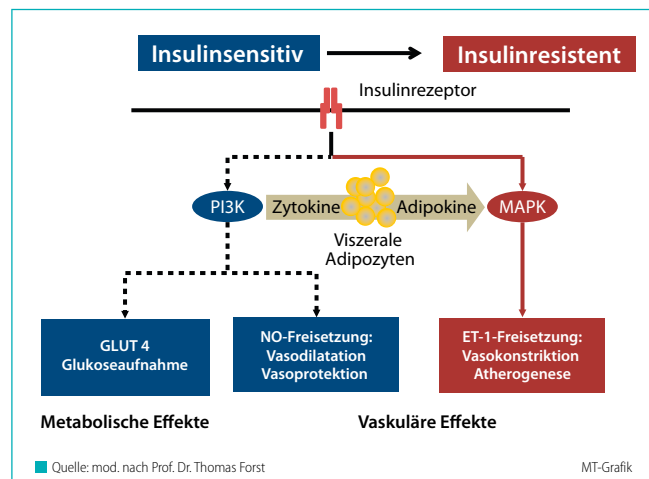 Insulinsensitiv
Insulinresistent
Insulinrezeptor
PI3K
Zytokine
Adipokine
MAPK
Viszerale
Adipozyten
GLUT 4
Glukoseaufnahme
NO-Freisetzung:
Vasodilatation
Vasoprotektion
ET-1-Freisetzung:
Vasokonstriktion
Atherogenese
Metabolische Effekte
Vaskuläre Effekte
Quelle: mod. nach Prof. Dr. Thomas Forst
MT-Grafik